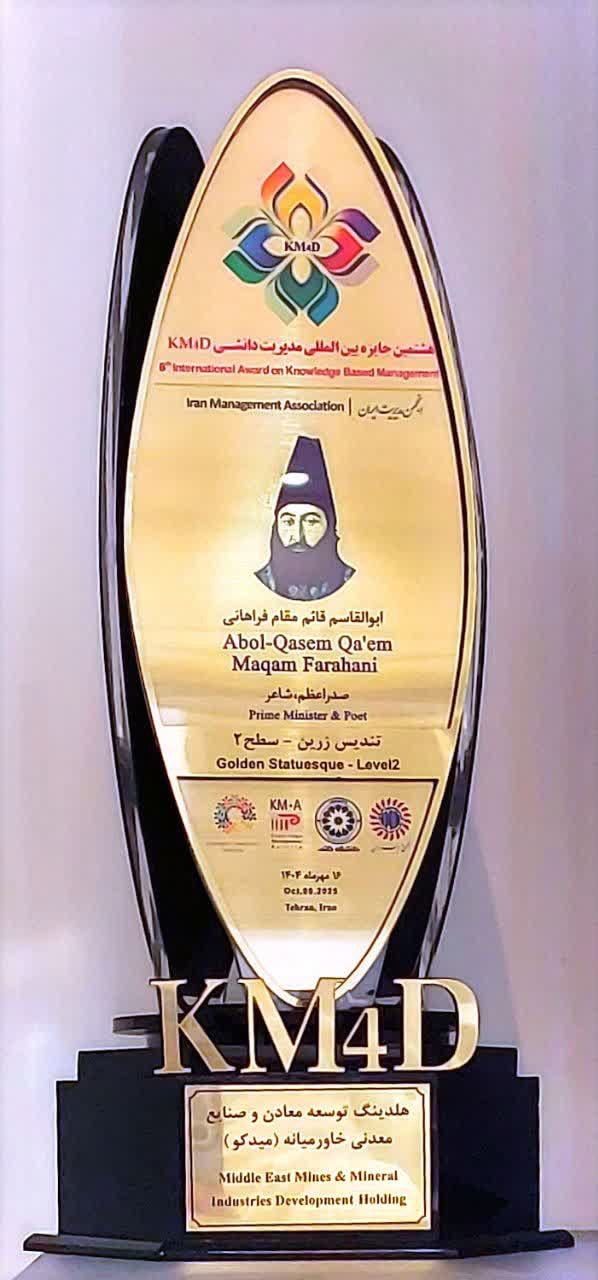 KM4D
هشتمین جایزه بین المللی مدیریت دانشی KM4D
8th International Award on Knowledge Based Management
Iran Management Association | انجمن مدیریت ایران
ابوالقاسم قائم مقام فراهانی
Abol-Qasem Qa'em
Maqam Farahani
صدراعظم، شاعر
Prime Minister & Poet
تندیس زرین - سطح۲
Golden Statuesque - Level2
KM·A
۱۶ مهرماه ۱۴۰۴
Oct.08.2025
Tehran, Iran
KM4D
هلدینگ توسعه معادن و صنایع
معدنی خاورمیانه (میدکو)
Middle East Mines & Mineral
Industries Development Holding